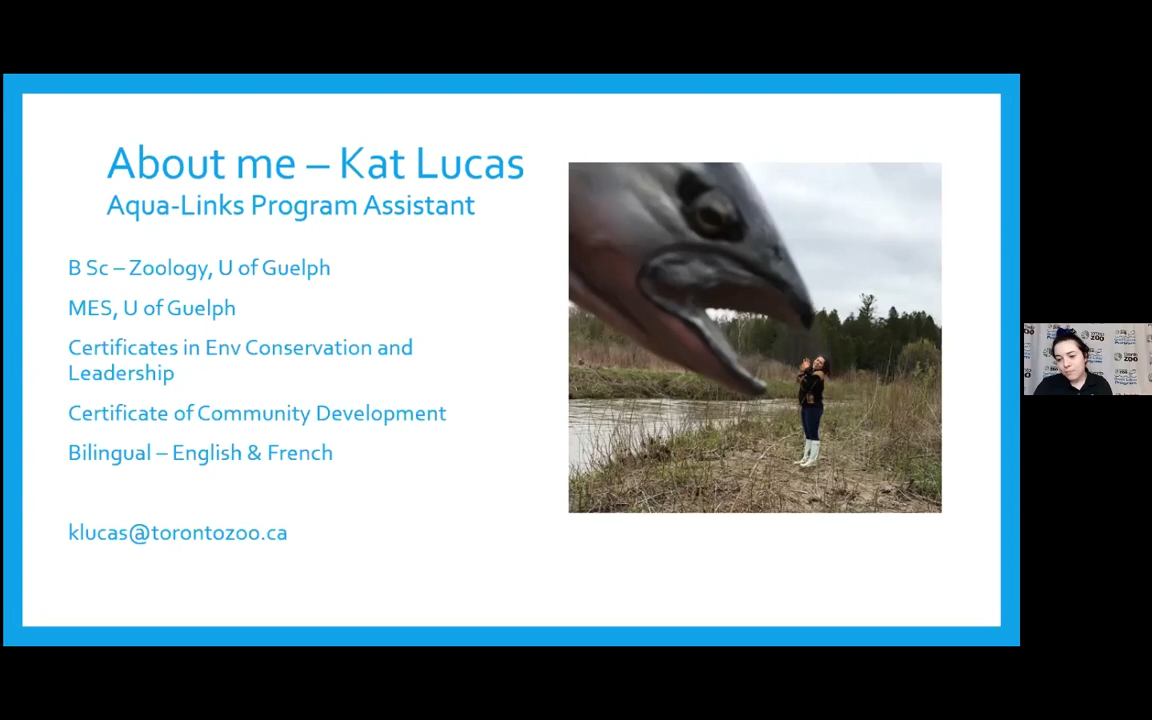 About me – Kat Lucas
Aqua-Links Program Assistant
B Sc – Zoology, U of Guelph
MES, U of Guelph
Certificates in Env Conservation and
Leadership
Certificate of Community Development
Bilingual – English & French
klucas@torontozoo.ca